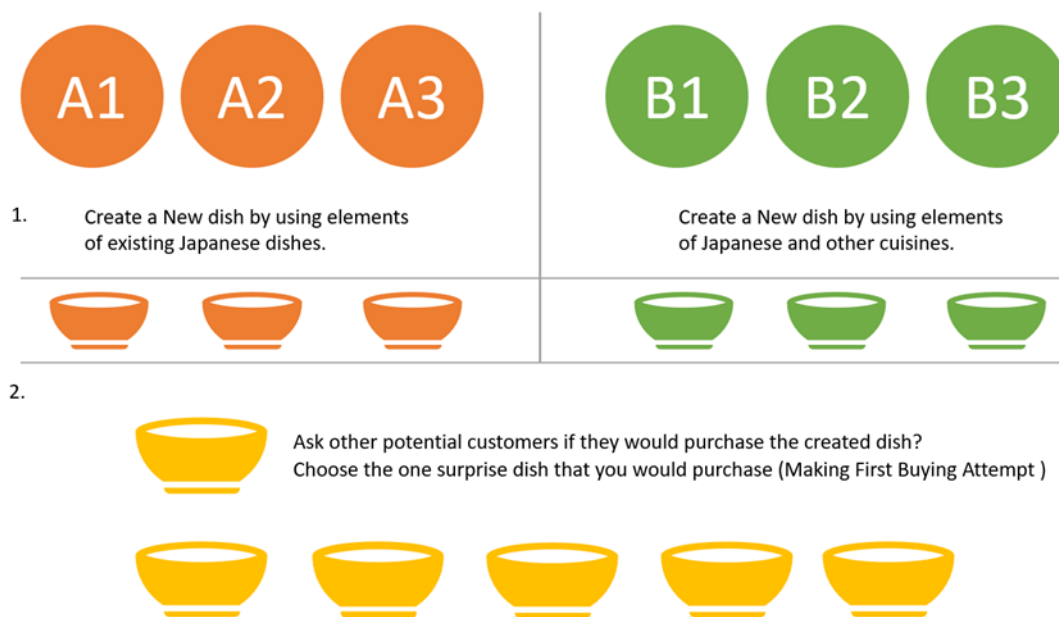 A1 A2 A3 B1 B2 B3
1. Create a New dish by using elements
of existing Japanese dishes.
Create a New dish by using elements
of Japanese and other cuisines.
2.
Ask other potential customers if they would purchase the created dish?
Choose the one surprise dish that you would purchase (Making First Buying Attempt )